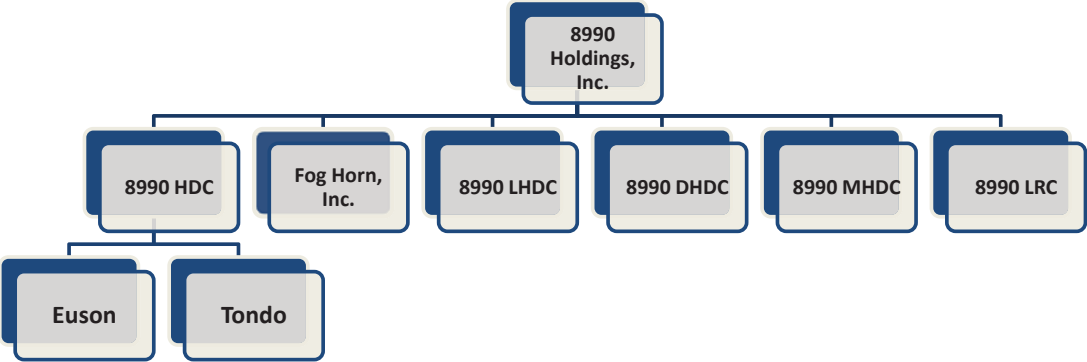 8990
Holdings,
Inc.
8990 HDC
Fog Horn,
Inc.
8990 LHDC
8990 DHDC
8990 MHDC
8990 LRC
Euson
Tondo